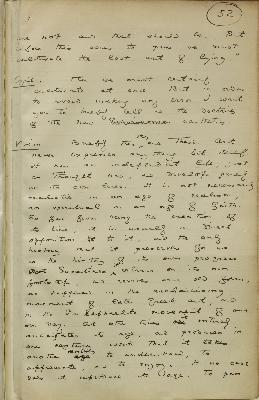 52
are not and that should be. But
before this comes to pass we must
cultivate the lost art of Lying"
Cyril. Then we must certainly
cultivate it at once. But in order
to avoid making any error I want
you to tell me the doctrines
of the new aesthetics.
Vivian Briefly then, they are these. Art
never expresses anything but itself.
It has an independent life, just
as Thought has, and develops purely
on its own lines. It is not necessarily
realistic in an age of realism,
nor spiritual in an age of faith.
So far from being the creation of
its time, it is usually in direct
opposition to it, and the only
history that it preserves for us
is the history of its own progress.
Sometimes it returns on its own
footsteps, and revives some old form,
as happened in the archaistic
movement of late Greek art, and
in the Pre Raphaelite movement of our
own day. At other times it entirely
anticipates its age, and produces in
one century work that it takes
another century to understand, to
appreciate, and to enjoy. In no case
does it reproduce its age. To pass